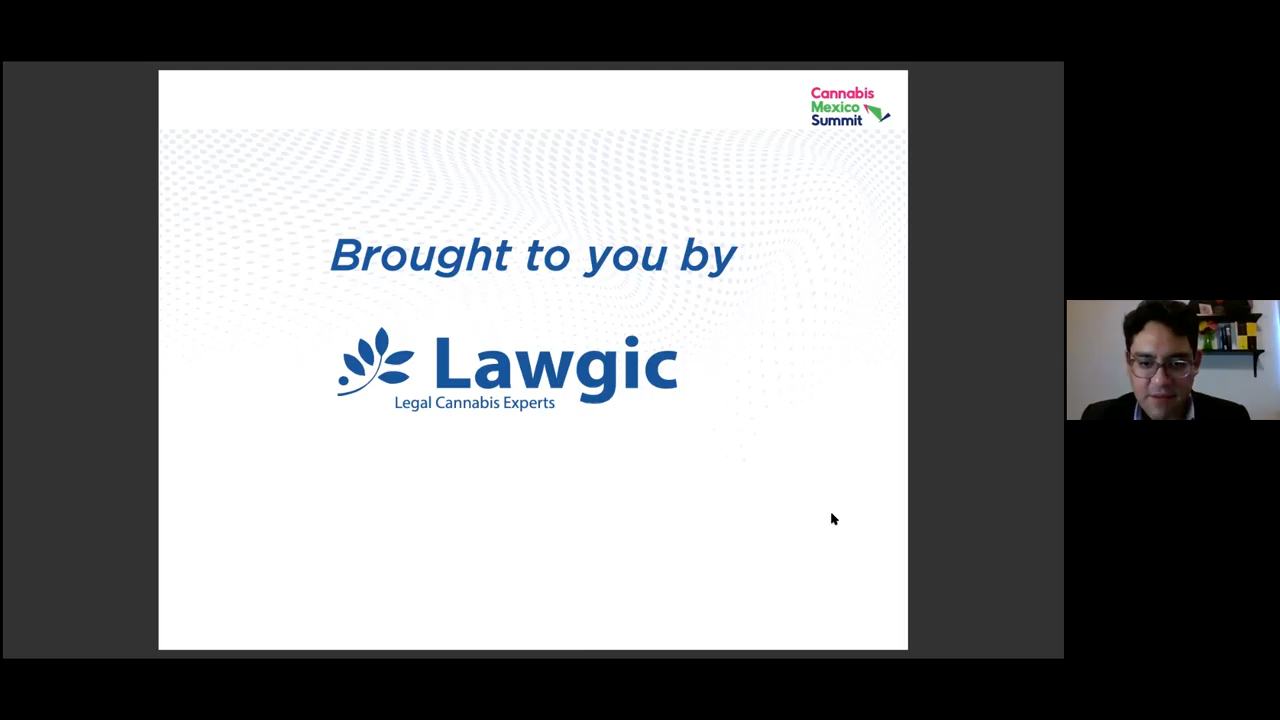 Cannabis
Mexico
Summit
Brought to you by
Lawgic
Legal Cannabis Experts